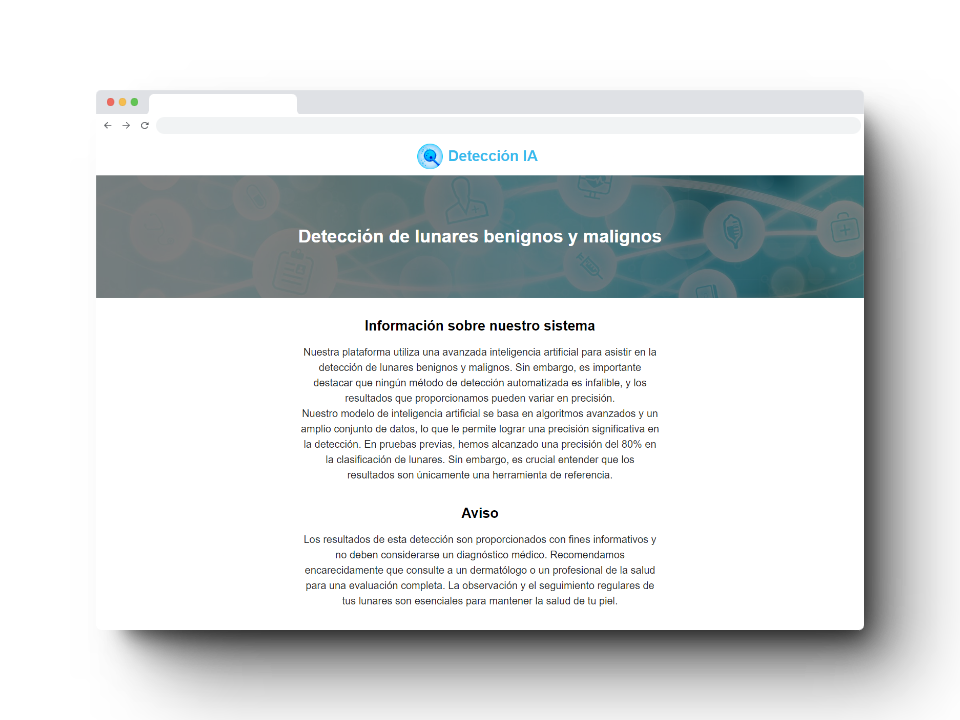 Detección IA
Detección de lunares benignos y malignos
Información sobre nuestro sistema
Nuestra plataforma utiliza una avanzada inteligencia artificial para asistir en la
detección de lunares benignos y malignos. Sin embargo, es importante
destacar que ningún método de detección automatizada es infalible, y los
resultados que proporcionamos pueden variar en precisión.
Nuestro modelo de inteligencia artificial se basa en algoritmos avanzados y un
amplio conjunto de datos, lo que le permite lograr una precisión significativa en
la detección. En pruebas previas, hemos alcanzado una precisión del 80% en
la clasificación de lunares. Sin embargo, es crucial entender que los
resultados son únicamente una herramienta de referencia.
Aviso
Los resultados de esta detección son proporcionados con fines informativos y
no deben considerarse un diagnóstico médico. Recomendamos
encarecidamente que consulte a un dermatólogo o un profesional de la salud
para una evaluación completa. La observación y el seguimiento regulares de
tus lunares son esenciales para mantener la salud de tu piel.